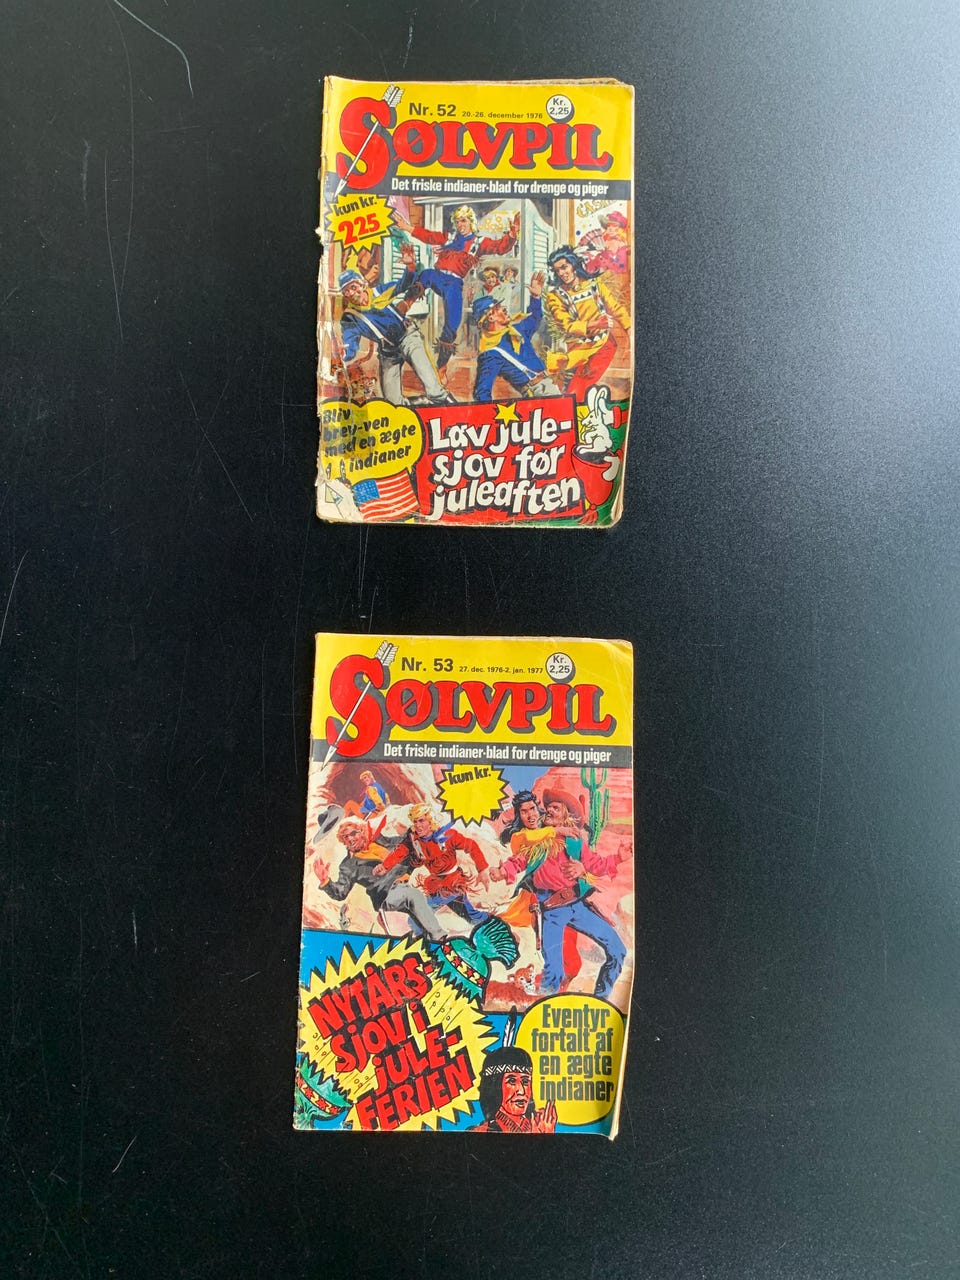 Nr. 52 20.-26. december 1976 Kr. 2,25
SØLVPIL
Det friske indianer-blad for drenge og piger
kun kr.
2.25
Bliv
brev-ven
med en ægte
indianer
Lav jule-
sjov før
juleaften
Nr. 53 27. dec. 1976-2. jan. 1977 Kr. 2,25
SØLVPIL
Det friske indianer-blad for drenge og piger
kun kr.
NYTÅRS-
SJOV i
JULE-
FERIEN
Eventyr
fortalt af
en ægte
indianer